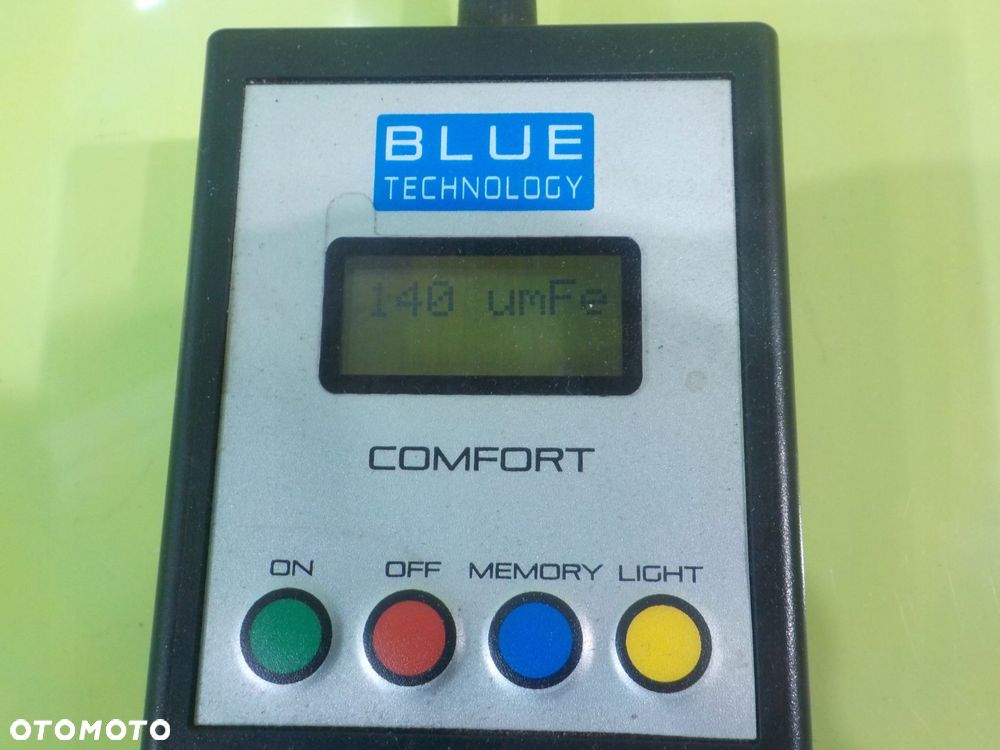 BLUE
TECHNOLOGY
140 umFe
COMFORT
ON OFF MEMORY LIGHT
OTOMOTO